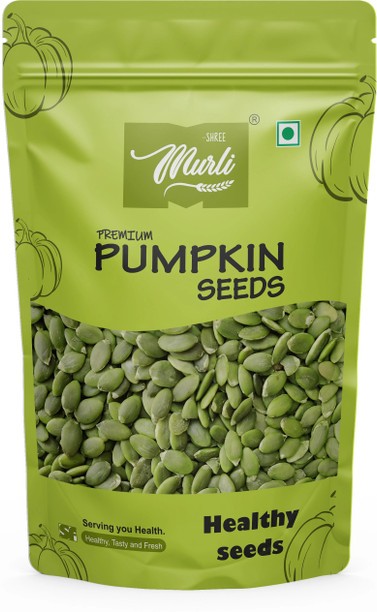 -SHREE
Murli
®
PREMIUM
PUMPKIN
SEEDS
Serving you Health.
Healthy, Tasty and Fresh
Healthy
seeds